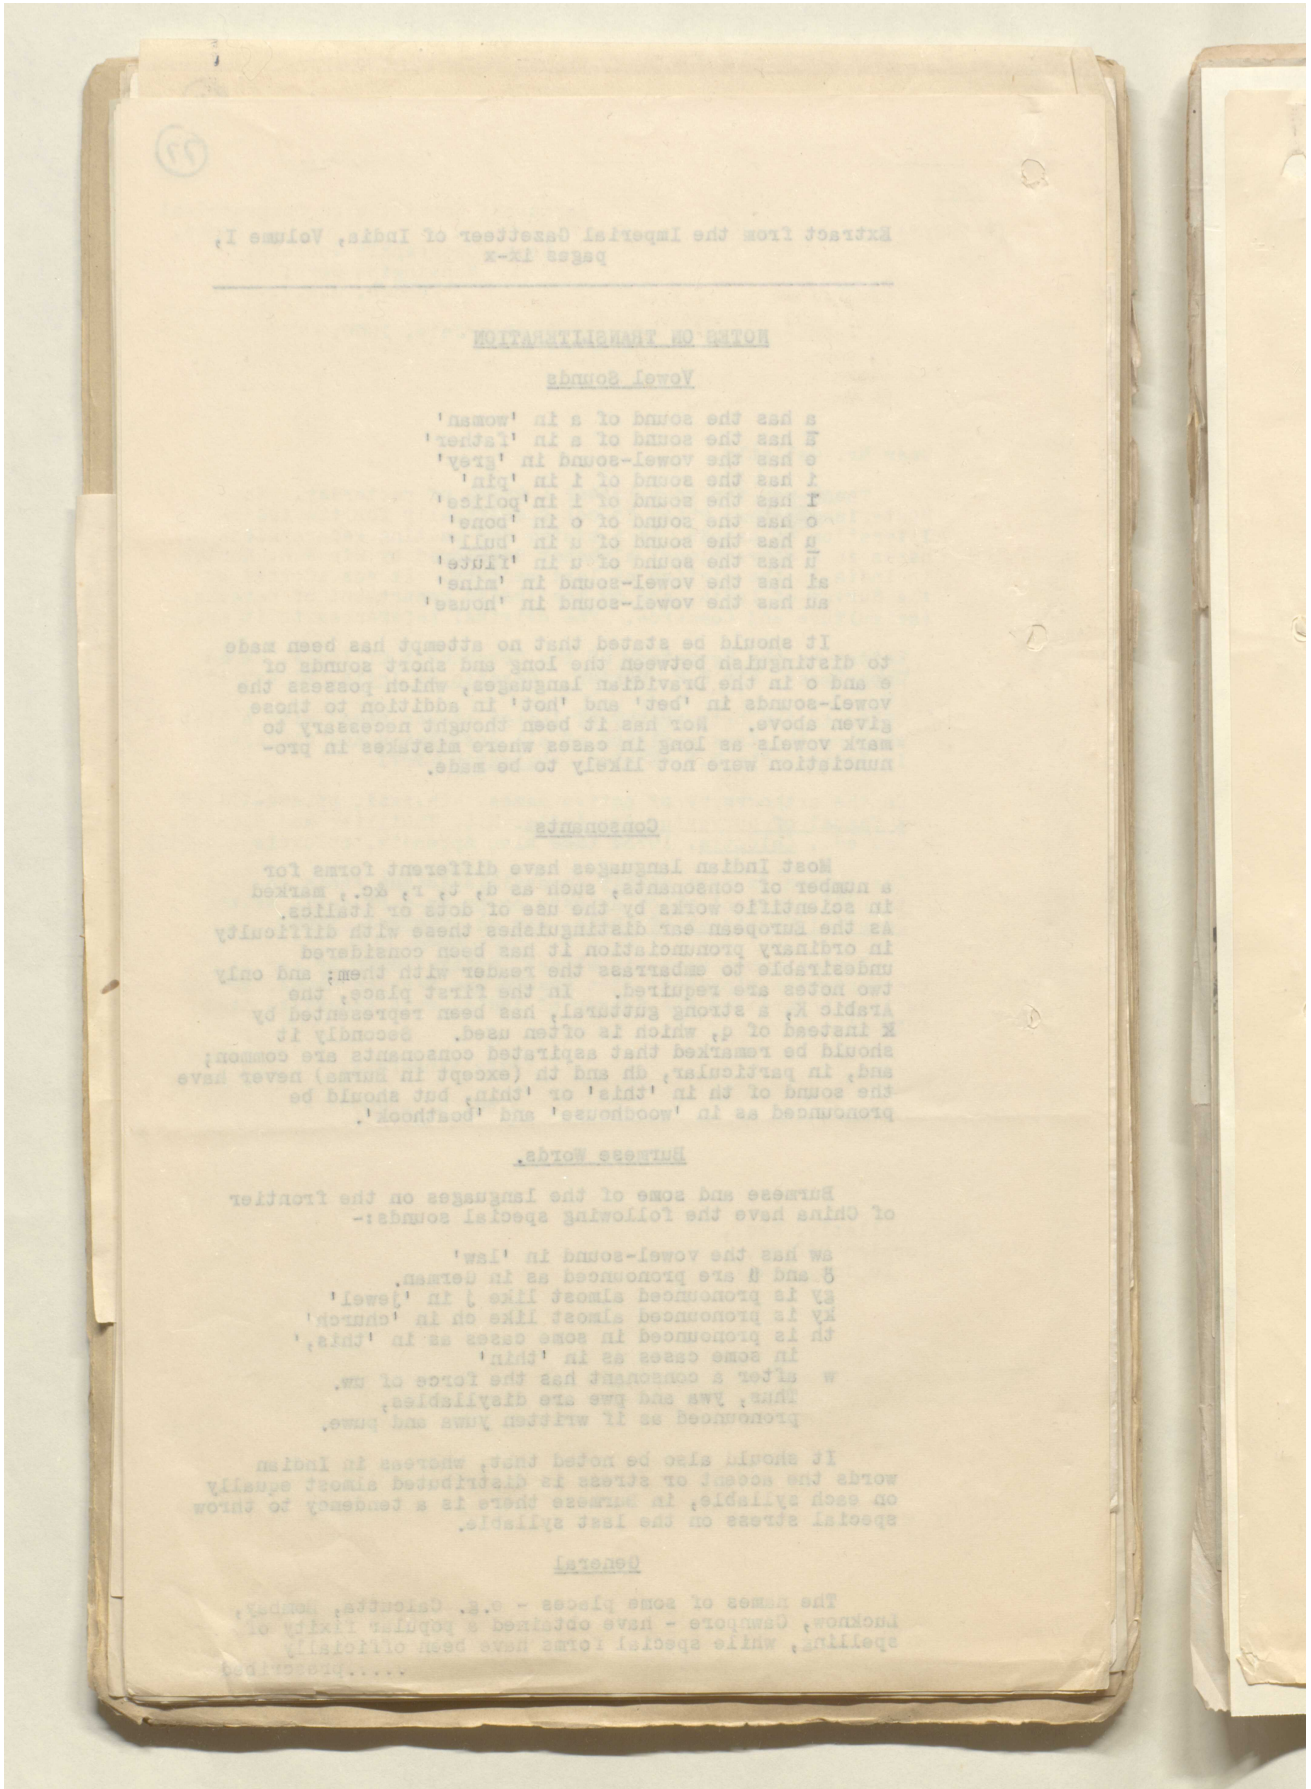 77
Extract from the Imperial Gazetteer of India, Volume I,
pages ix-x
NOTES ON TRANSLITERATION
Vowel Sounds
a has the sound of a in 'woman'
ā has the sound of a in 'father'
e has the vowel-sound in 'grey'
i has the sound of i in 'pin'
ī has the sound of i in'police'
o has the sound of o in 'bone'
u has the sound of u in 'bull'
ū has the sound of u in 'flute'
ai has the vowel-sound in 'mine'
au has the vowel-sound in 'house'
It should be stated that no attempt has been made
to distinguish between the long and short sounds of
e and o in the Dravidian languages, which possess the
vowel-sounds in 'bet' and 'hot' in addition to those
given above. Nor has it been thought necessary to
mark vowels as long in cases where mistakes in pro-
nunciation were not likely to be made.
Consonants
Most Indian languages have different forms for
a number of consonants, such as d, t, r, &c., marked
in scientific works by the use of dots or italics.
As the European ear distinguishes these with difficulty
in ordinary pronunciation it has been considered
undesirable to embarrass the reader with them; and only
two notes are required. In the first place, the
Arabic K, a strong guttural, has been represented by
k instead of q, which is often used. Secondly it
should be remarked that aspirated consonants are common;
and, in particular, dh and th (except in Burma) never have
the sound of th in 'this' or 'thin, but should be
pronounced as in 'woodhouse' and 'boathook'.
Burmese Words.
Burmese and some of the languages on the frontier
of China have the following special sounds:-
aw has the vowel-sound in 'law'
ö and ü are pronounced as in German.
gy is pronounced almost like j in 'jewel'
ky is pronounced almost like ch in 'church'
th is pronounced in some cases as in 'this,'
in some cases as in 'thin'
w after a consonant has the force of uw.
Thus, ywa and pwe are disyllables,
pronounced as if written yuwa and puwe.
It should also be noted that, whereas in Indian
words the accent or stress is distributed almost equally
on each syllable, in Burmese there is a tendency to throw
special stress on the last syllable.
General
The names of some places - e.g. Calcutta, Bombay,
Lucknow, Cawnpore - have obtained a popular fixity of
spelling, while special forms have been officially
.....prescribed